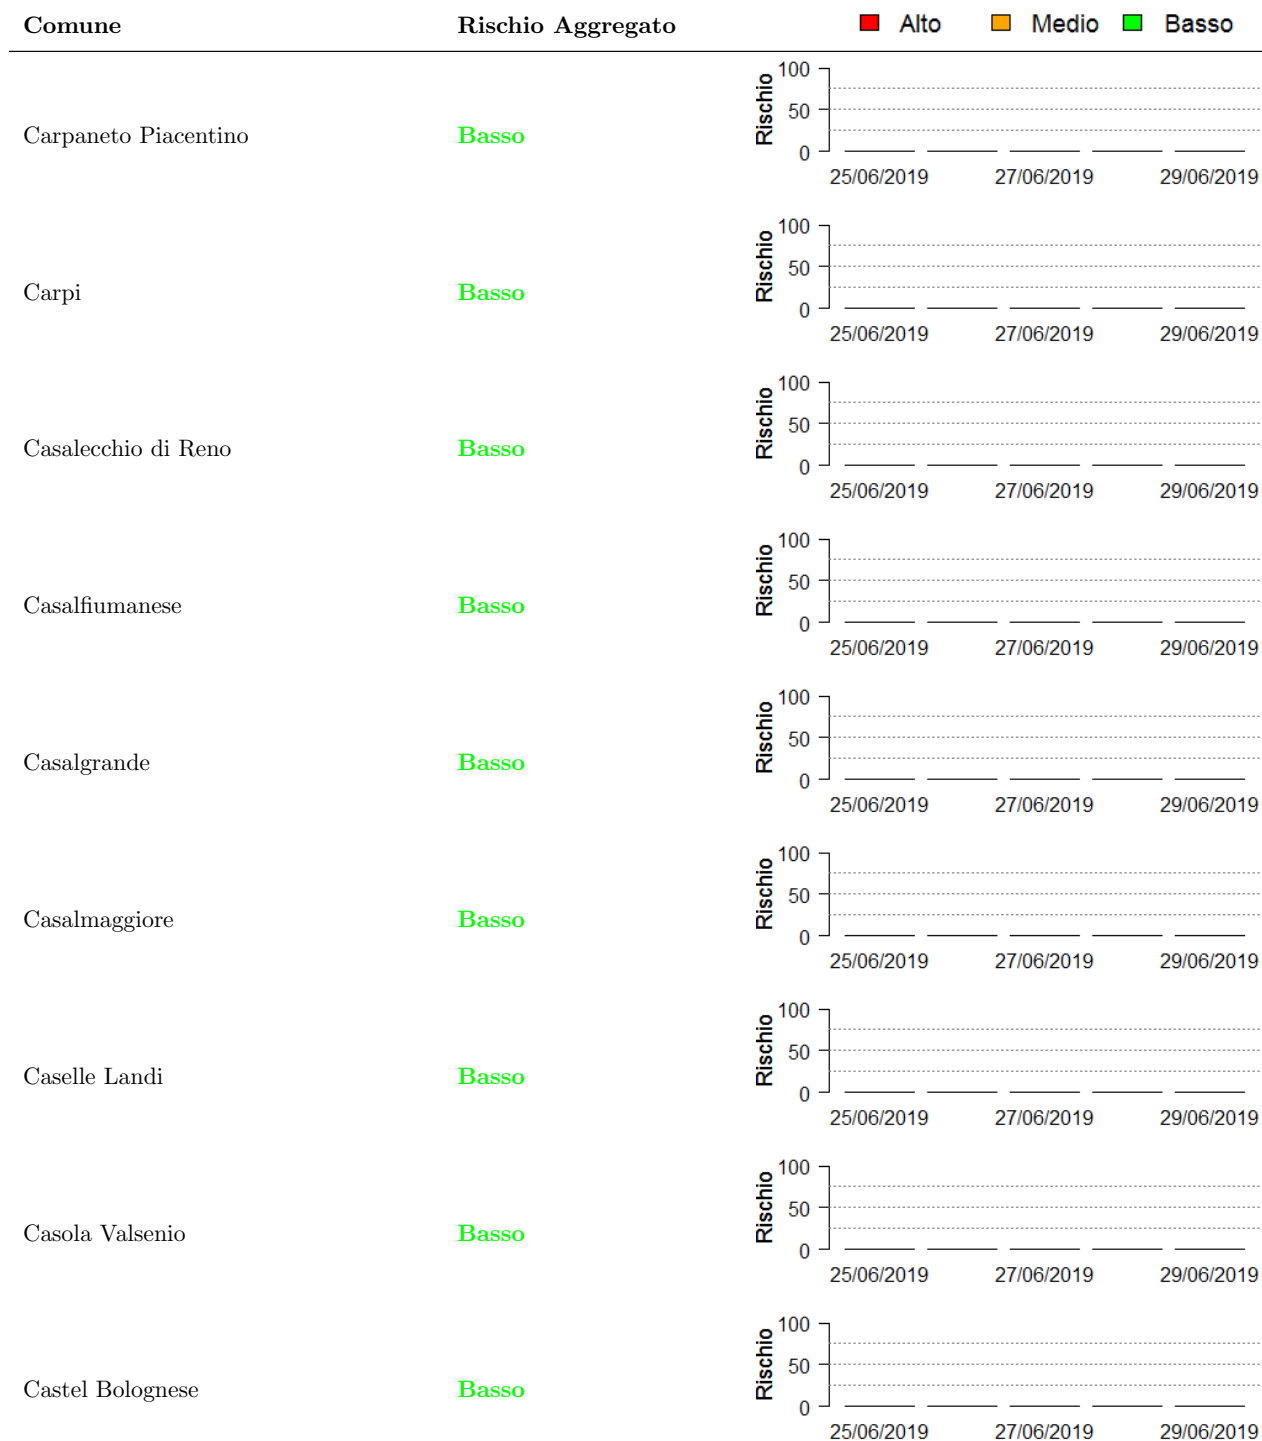 Comune Rischio Aggregato Alto Medio Basso
Carpaneto Piacentino Basso
Rischio
100
50
0
25/06/2019 27/06/2019 29/06/2019
Carpi Basso
Rischio
100
50
0
25/06/2019 27/06/2019 29/06/2019
Casalecchio di Reno Basso
Rischio
100
50
0
25/06/2019 27/06/2019 29/06/2019
Casalfiumanese Basso
Rischio
100
50
0
25/06/2019 27/06/2019 29/06/2019
Casalgrande Basso
Rischio
100
50
0
25/06/2019 27/06/2019 29/06/2019
Casalmaggiore Basso
Rischio
100
50
0
25/06/2019 27/06/2019 29/06/2019
Caselle Landi Basso
Rischio
100
50
0
25/06/2019 27/06/2019 29/06/2019
Casola Valsenio Basso
Rischio
100
50
0
25/06/2019 27/06/2019 29/06/2019
Castel Bolognese Basso
Rischio
100
50
0
25/06/2019 27/06/2019 29/06/2019